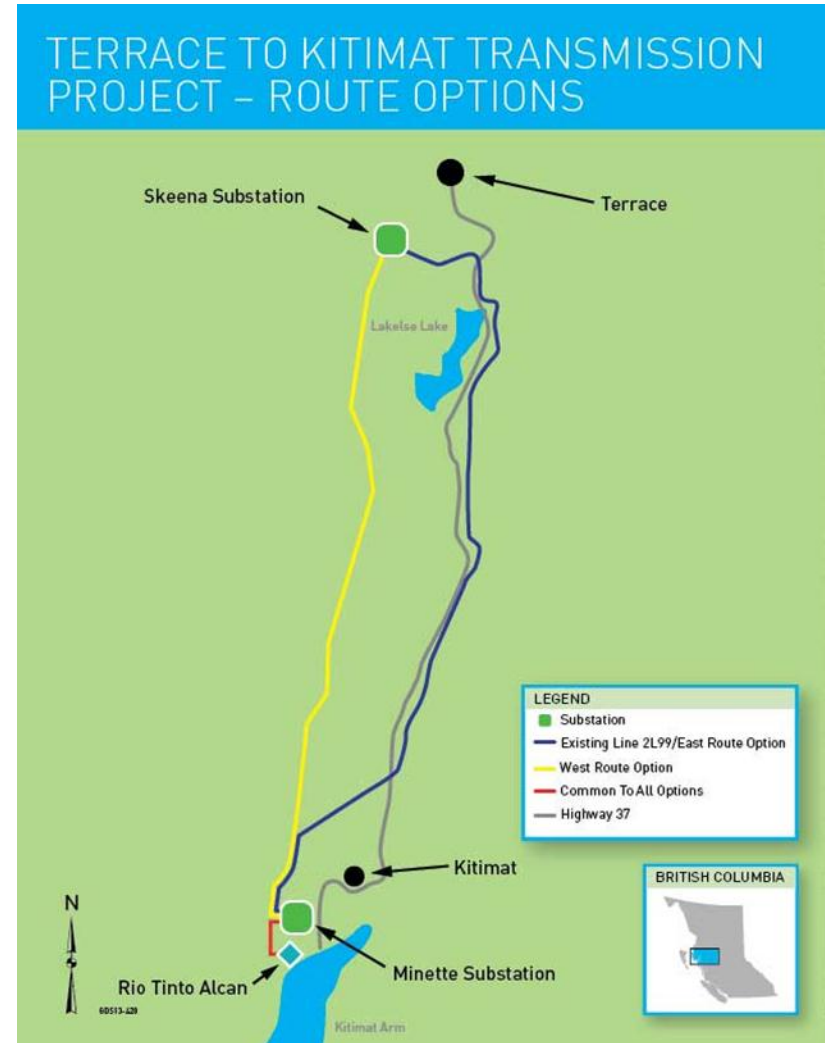 TERRACE TO KITIMAT TRANSMISSION
PROJECT – ROUTE OPTIONS
Skeena Substation
Terrace
Lakelse Lake
LEGEND
Substation
Existing Line 2L99/East Route Option
West Route Option
Common To All Options
Highway 37
Kitimat
BRITISH COLUMBIA
N
Minette Substation
Rio Tinto Alcan
GDS13-A20
Kitimat Arm